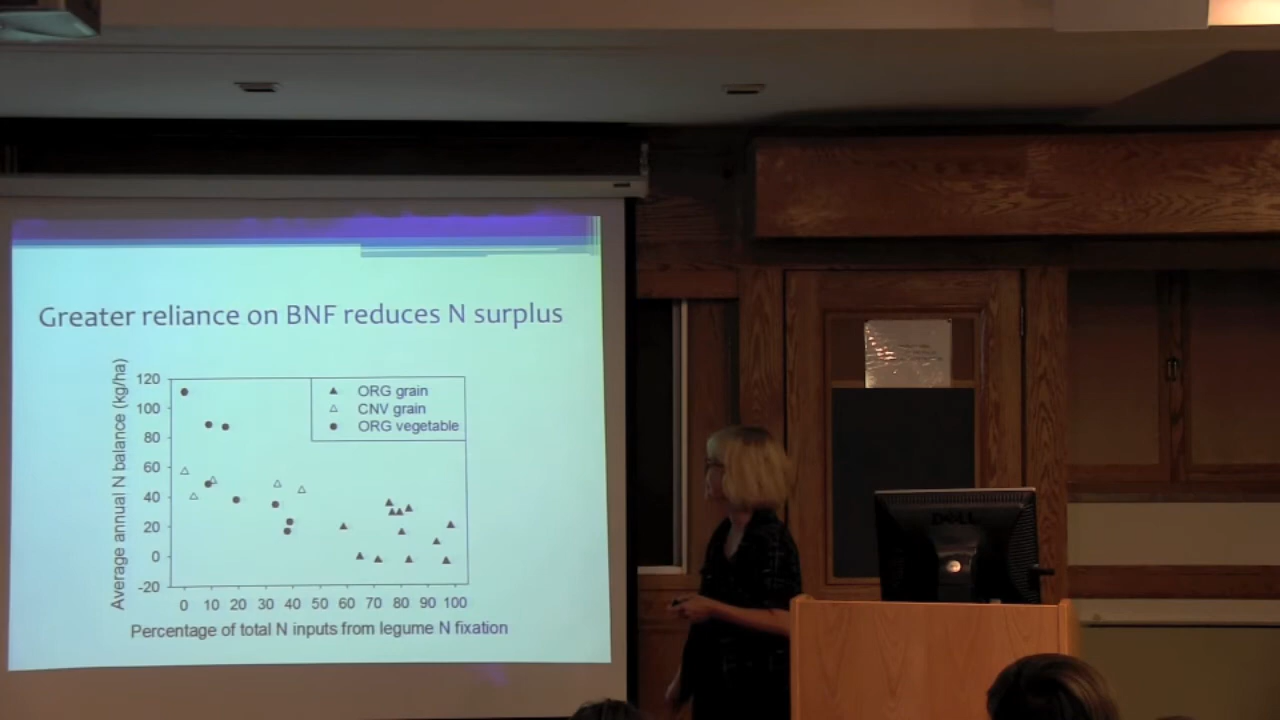 Greater reliance on BNF reduces N surplus
Average annual N balance (kg/ha)
120
100
80
60
40
20
0
-20
ORG grain
CNV grain
ORG vegetable
0 10 20 30 40 50 60 70 80 90 100
Percentage of total N inputs from legume N fixation
DELL